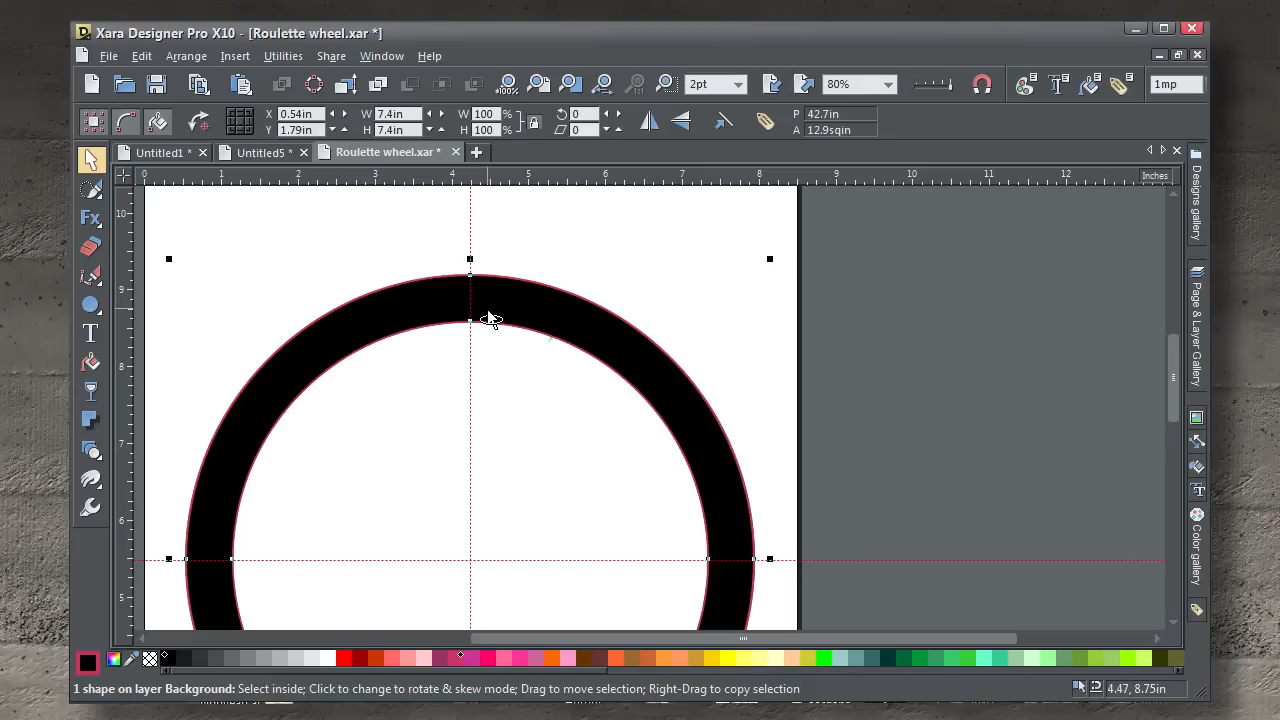 Xara Designer Pro X10 - [Roulette wheel.xar *]
File Edit Arrange Insert Utilities Share Window Help
100% 2pt 80% 1mp
X 0.54in W 7.4in W 100 % 0 P 42.7in
Y 1.79in H 7.4in H 100 % 0 A 12.9sqin
Untitled1 * Untitled5 * Roulette wheel.xar *
0 1 2 3 4 5 6 7 8 9 10 11 12 Inches
10
9
8
7
6
5
Fx
T
Designs gallery
Page & Layer Gallery
Color gallery
1 shape on layer Background: Select inside; Click to change to rotate & skew mode; Drag to move selection; Right-Drag to copy selection
4.47, 8.75in